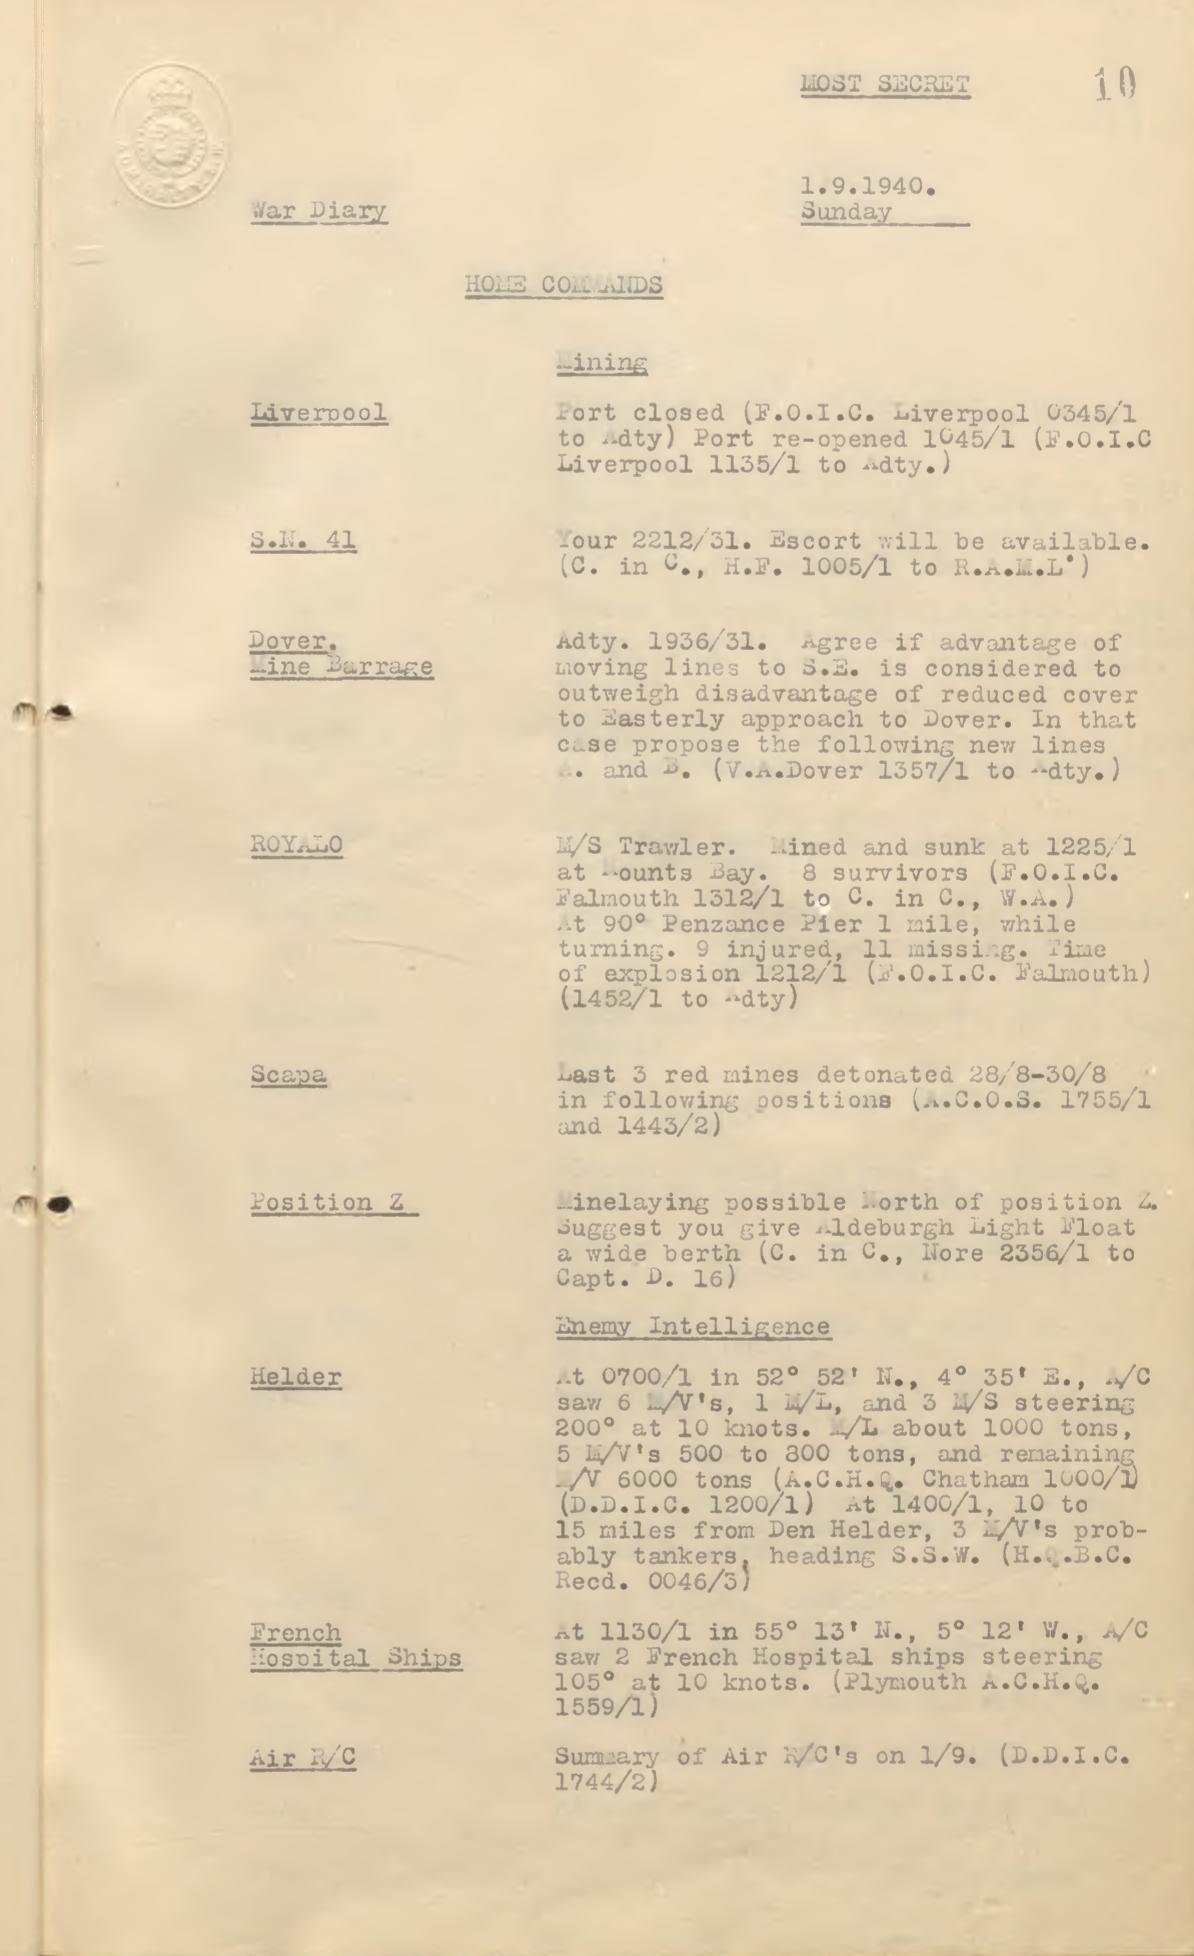 MOST SECRET
10
1.9.1940.
War Diary
Sunday
HOME COMMANDS
Mining
Liverpool
Port closed (F.O.I.C. Liverpool 0345/1
to Adty) Port re-opened 1045/1 (F.O.I.C
Liverpool 1135/1 to Adty.)
S.N. 41
Your 2212/31. Escort will be available.
(C. in C., H.F. 1005/1 to R.A.M.L.)
Dover.
Mine Barrage
Adty. 1936/31. Agree if advantage of
moving lines to S.E. is considered to
outweigh disadvantage of reduced cover
to Easterly approach to Dover. In that
case propose the following new lines
A. and B. (V.A.Dover 1357/1 to Adty.)
ROYALO
M/S Trawler. Mined and sunk at 1225/1
at Mounts Bay. 8 survivors (F.O.I.C.
Falmouth 1312/1 to C. in C., W.A.)
At 90° Penzance Pier 1 mile, while
turning. 9 injured, 11 missing. Time
of explosion 1212/1 (F.O.I.C. Falmouth)
(1452/1 to Adty)
Scapa
Last 3 red mines detonated 28/8-30/8
in following positions (A.C.O.S. 1755/1
and 1443/2)
Position Z
Minelaying possible North of position Z.
Suggest you give Aldeburgh Light Float
a wide berth (C. in C., Nore 2356/1 to
Capt. D. 16)
Enemy Intelligence
Helder
At 0700/1 in 52° 52' N., 4° 35' E., A/C
saw 6 M/V's, 1 M/L, and 3 M/S steering
200° at 10 knots. M/L about 1000 tons,
5 M/V's 500 to 800 tons, and remaining
M/V 6000 tons (A.C.H.Q. Chatham 1000/1)
(D.D.I.C. 1200/1) At 1400/1, 10 to
15 miles from Den Helder, 3 M/V's prob-
ably tankers, heading S.S.W. (H.Q.B.C.
Recd. 0046/3)
French
Hospital Ships
At 1130/1 in 55° 13' N., 5° 12' W., A/C
saw 2 French Hospital ships steering
105° at 10 knots. (Plymouth A.C.H.Q.
1559/1)
Air R/C
Summary of Air R/C's on 1/9. (D.D.I.C.
1744/2)